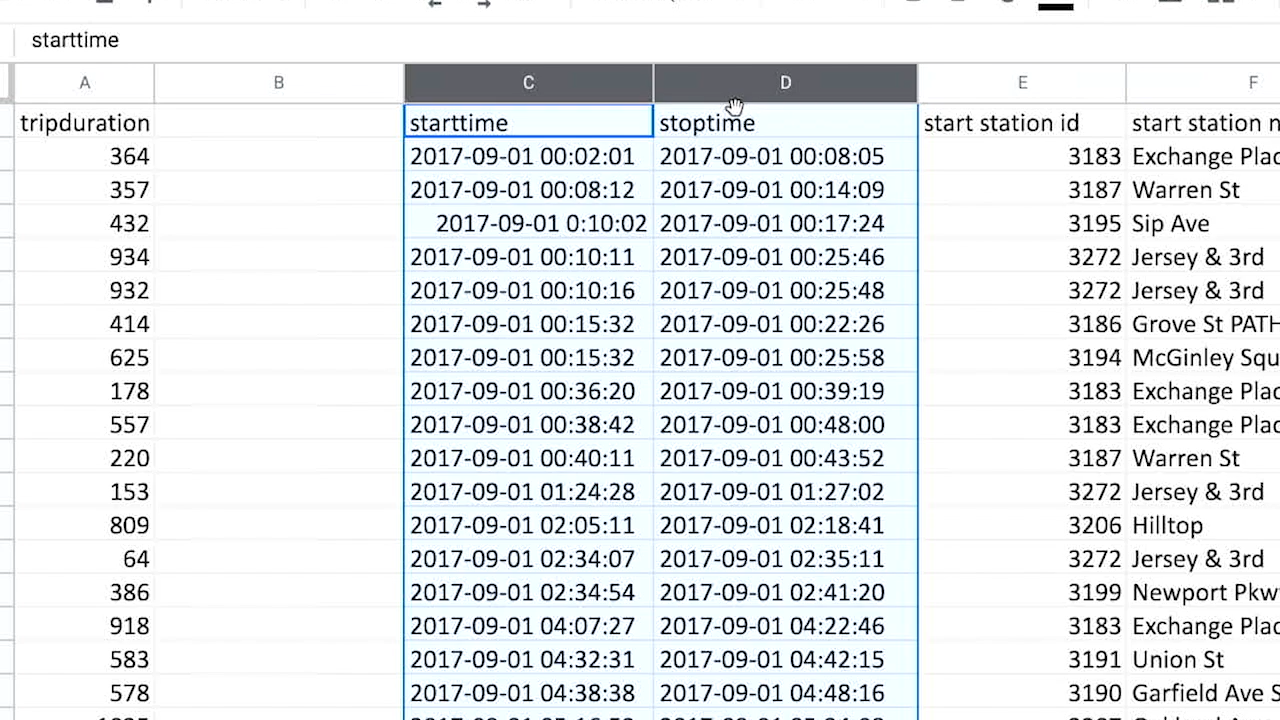 starttime
A B C D E F
tripduration starttime stoptime start station id start station n
364 2017-09-01 00:02:01 2017-09-01 00:08:05 3183 Exchange Plac
357 2017-09-01 00:08:12 2017-09-01 00:14:09 3187 Warren St
432 2017-09-01 0:10:02 2017-09-01 00:17:24 3195 Sip Ave
934 2017-09-01 00:10:11 2017-09-01 00:25:46 3272 Jersey & 3rd
932 2017-09-01 00:10:16 2017-09-01 00:25:48 3272 Jersey & 3rd
414 2017-09-01 00:15:32 2017-09-01 00:22:26 3186 Grove St PATH
625 2017-09-01 00:15:32 2017-09-01 00:25:58 3194 McGinley Squ
178 2017-09-01 00:36:20 2017-09-01 00:39:19 3183 Exchange Plac
557 2017-09-01 00:38:42 2017-09-01 00:48:00 3183 Exchange Plac
220 2017-09-01 00:40:11 2017-09-01 00:43:52 3187 Warren St
153 2017-09-01 01:24:28 2017-09-01 01:27:02 3272 Jersey & 3rd
809 2017-09-01 02:05:11 2017-09-01 02:18:41 3206 Hilltop
64 2017-09-01 02:34:07 2017-09-01 02:35:11 3272 Jersey & 3rd
386 2017-09-01 02:34:54 2017-09-01 02:41:20 3199 Newport Pkw
918 2017-09-01 04:07:27 2017-09-01 04:22:46 3183 Exchange Plac
583 2017-09-01 04:32:31 2017-09-01 04:42:15 3191 Union St
578 2017-09-01 04:38:38 2017-09-01 04:48:16 3190 Garfield Ave S